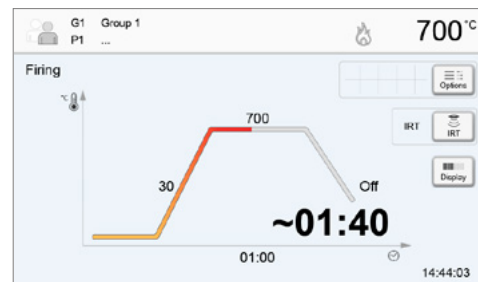 G1 Group 1
P1 ...
700°C
Firing
Options
°C
700
IRT
IRT
30
Off
Display
~01:40
01:00
14:44:03